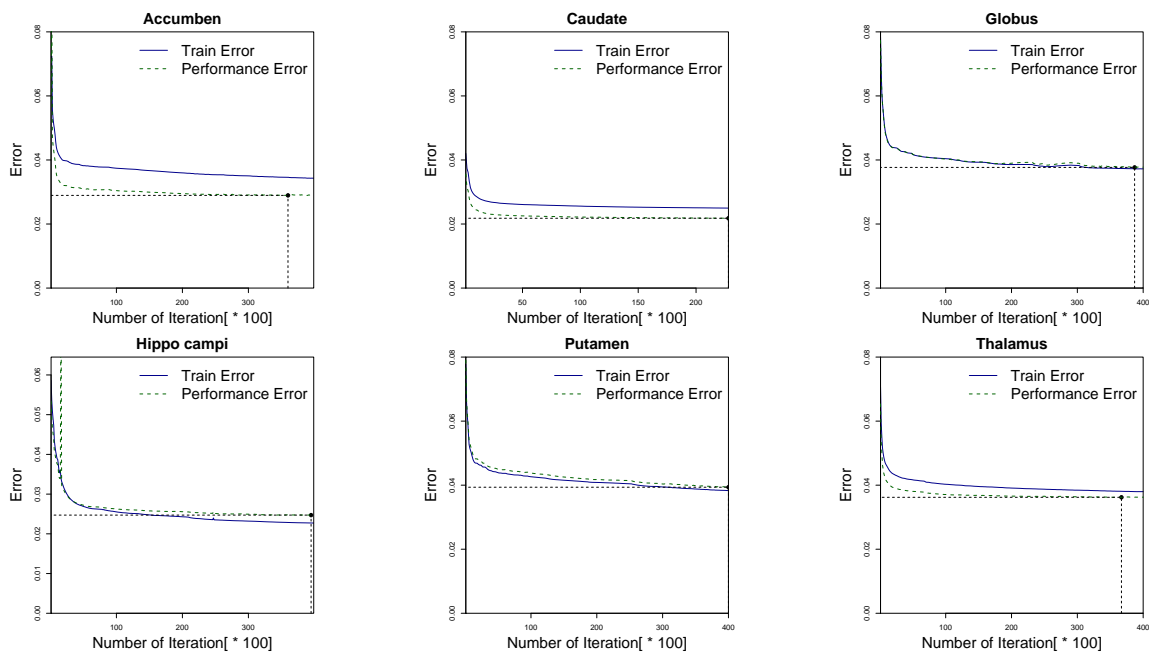 Accumben
Train Error
Performance Error
Error
0.00 0.02 0.04 0.06 0.08
100 200 300
Number of Iteration[ * 100]
Caudate
Train Error
Performance Error
Error
0.00 0.02 0.04 0.06 0.08
50 100 150 200
Number of Iteration[ * 100]
Globus
Train Error
Performance Error
Error
0.00 0.02 0.04 0.06 0.08
100 200 300 400
Number of Iteration[ * 100]
Hippo campi
Train Error
Performance Error
Error
0.00 0.01 0.02 0.03 0.04 0.05 0.06
100 200 300
Number of Iteration[ * 100]
Putamen
Train Error
Performance Error
Error
0.00 0.02 0.04 0.06 0.08
100 200 300 400
Number of Iteration[ * 100]
Thalamus
Train Error
Performance Error
Error
0.00 0.02 0.04 0.06 0.08
100 200 300 400
Number of Iteration[ * 100]